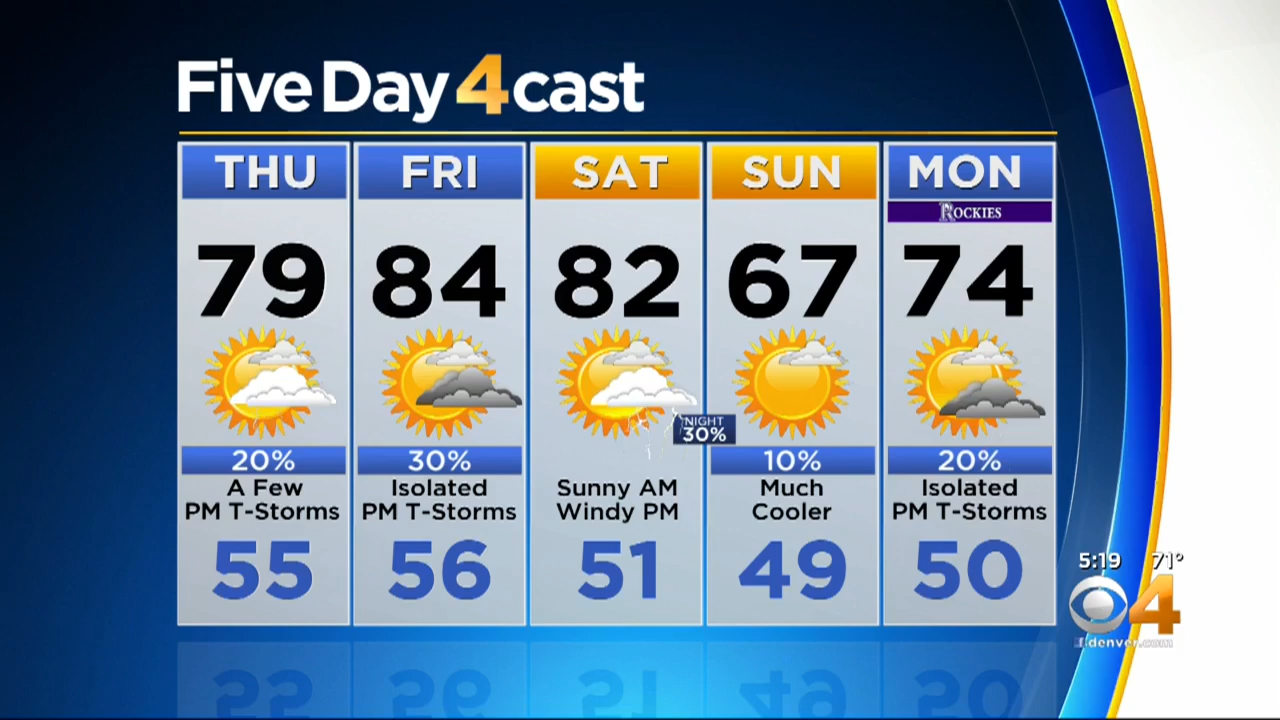 Five Day 4cast
THU FRI SAT SUN MON
ROCKIES
79 84 82 67 74
NIGHT
30%
20% 30% 10% 20%
A Few Isolated Sunny AM Much Isolated
PM T-Storms PM T-Storms Windy PM Cooler PM T-Storms
55 56 51 49 50
5:19 71°
4
denver.com